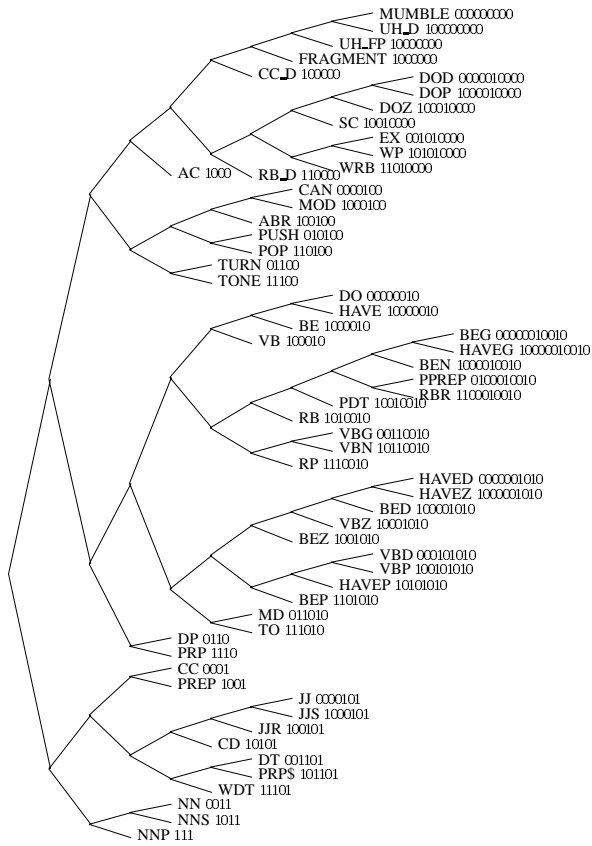 MUMBLE 000000000
UH_D 100000000
UH_FP 10000000
FRAGMENT 1000000
CC_D 100000
DOD 0000010000
DOP 1000010000
DOZ 100010000
SC 10010000
EX 001010000
WP 101010000
WRB 11010000
RB_D 110000
AC 1000
CAN 0000100
MOD 1000100
ABR 100100
PUSH 010100
POP 110100
TURN 01100
TONE 11100
DO 00000010
HAVE 10000010
BE 1000010
VB 100010
BEG 00000010010
HAVEG 10000010010
BEN 1000010010
PPREP 0100010010
RBR 1100010010
PDT 10010010
RB 1010010
VBG 00110010
VBN 10110010
RP 1110010
HAVED 0000001010
HAVEZ 1000001010
BED 100001010
VBZ 10001010
BEZ 1001010
VBD 000101010
VBP 100101010
HAVEP 10101010
BEP 1101010
MD 011010
TO 111010
DP 0110
PRP 1110
CC 0001
PREP 1001
JJ 0000101
JJS 1000101
JJR 100101
CD 10101
DT 001101
PRP$ 101101
WDT 11101
NN 0011
NNS 1011
NNP 111